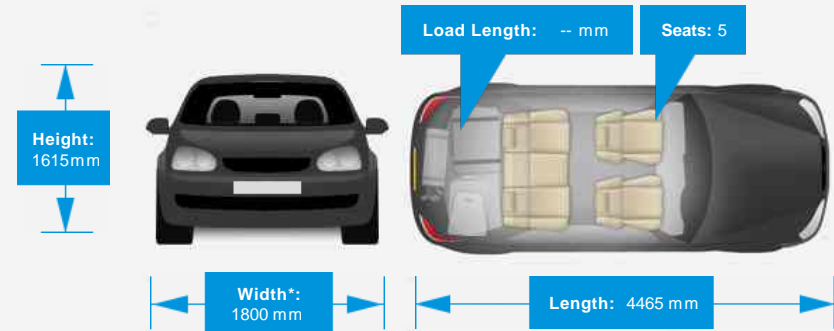 Load Length: -- mm
Seats: 5
Height:
1615mm
Width*:
1800 mm
Length: 4465 mm